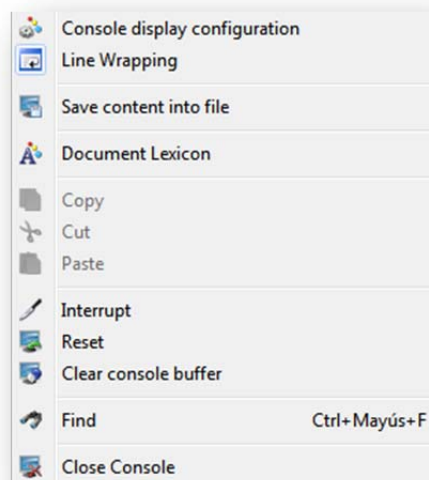 Console display configuration
Line Wrapping
Save content into file
Document Lexicon
Copy
Cut
Paste
Interrupt
Reset
Clear console buffer
Find Ctrl+Mayús+F
Close Console